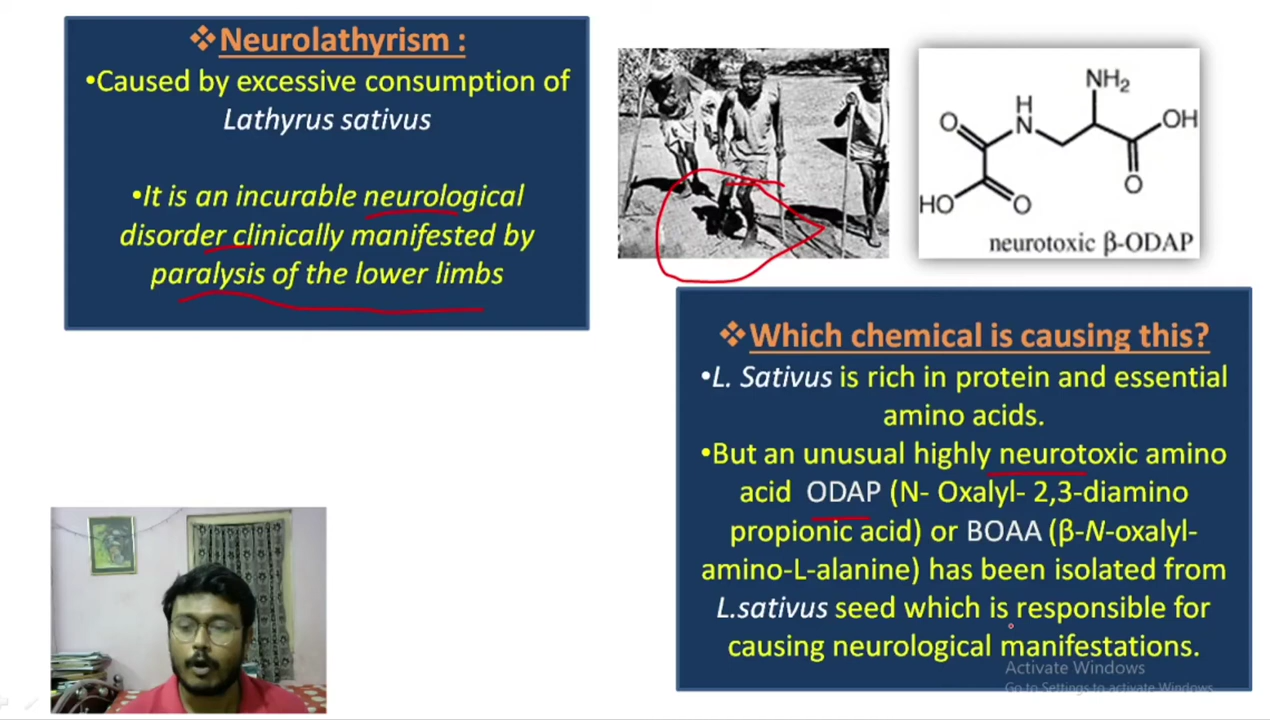 ❖Neurolathyrism :
•Caused by excessive consumption of
Lathyrus sativus
•It is an incurable neurological
disorder clinically manifested by
paralysis of the lower limbs
NH₂
H
O
N
OH
HO
O
O
neurotoxic β-ODAP
❖Which chemical is causing this?
•L. Sativus is rich in protein and essential
amino acids.
•But an unusual highly neurotoxic amino
acid ODAP (N- Oxalyl- 2,3-diamino
propionic acid) or BOAA (β-N-oxalyl-
amino-L-alanine) has been isolated from
L.sativus seed which is responsible for
causing neurological manifestations.
Activate Windows
Go to Settings to activate Windows.